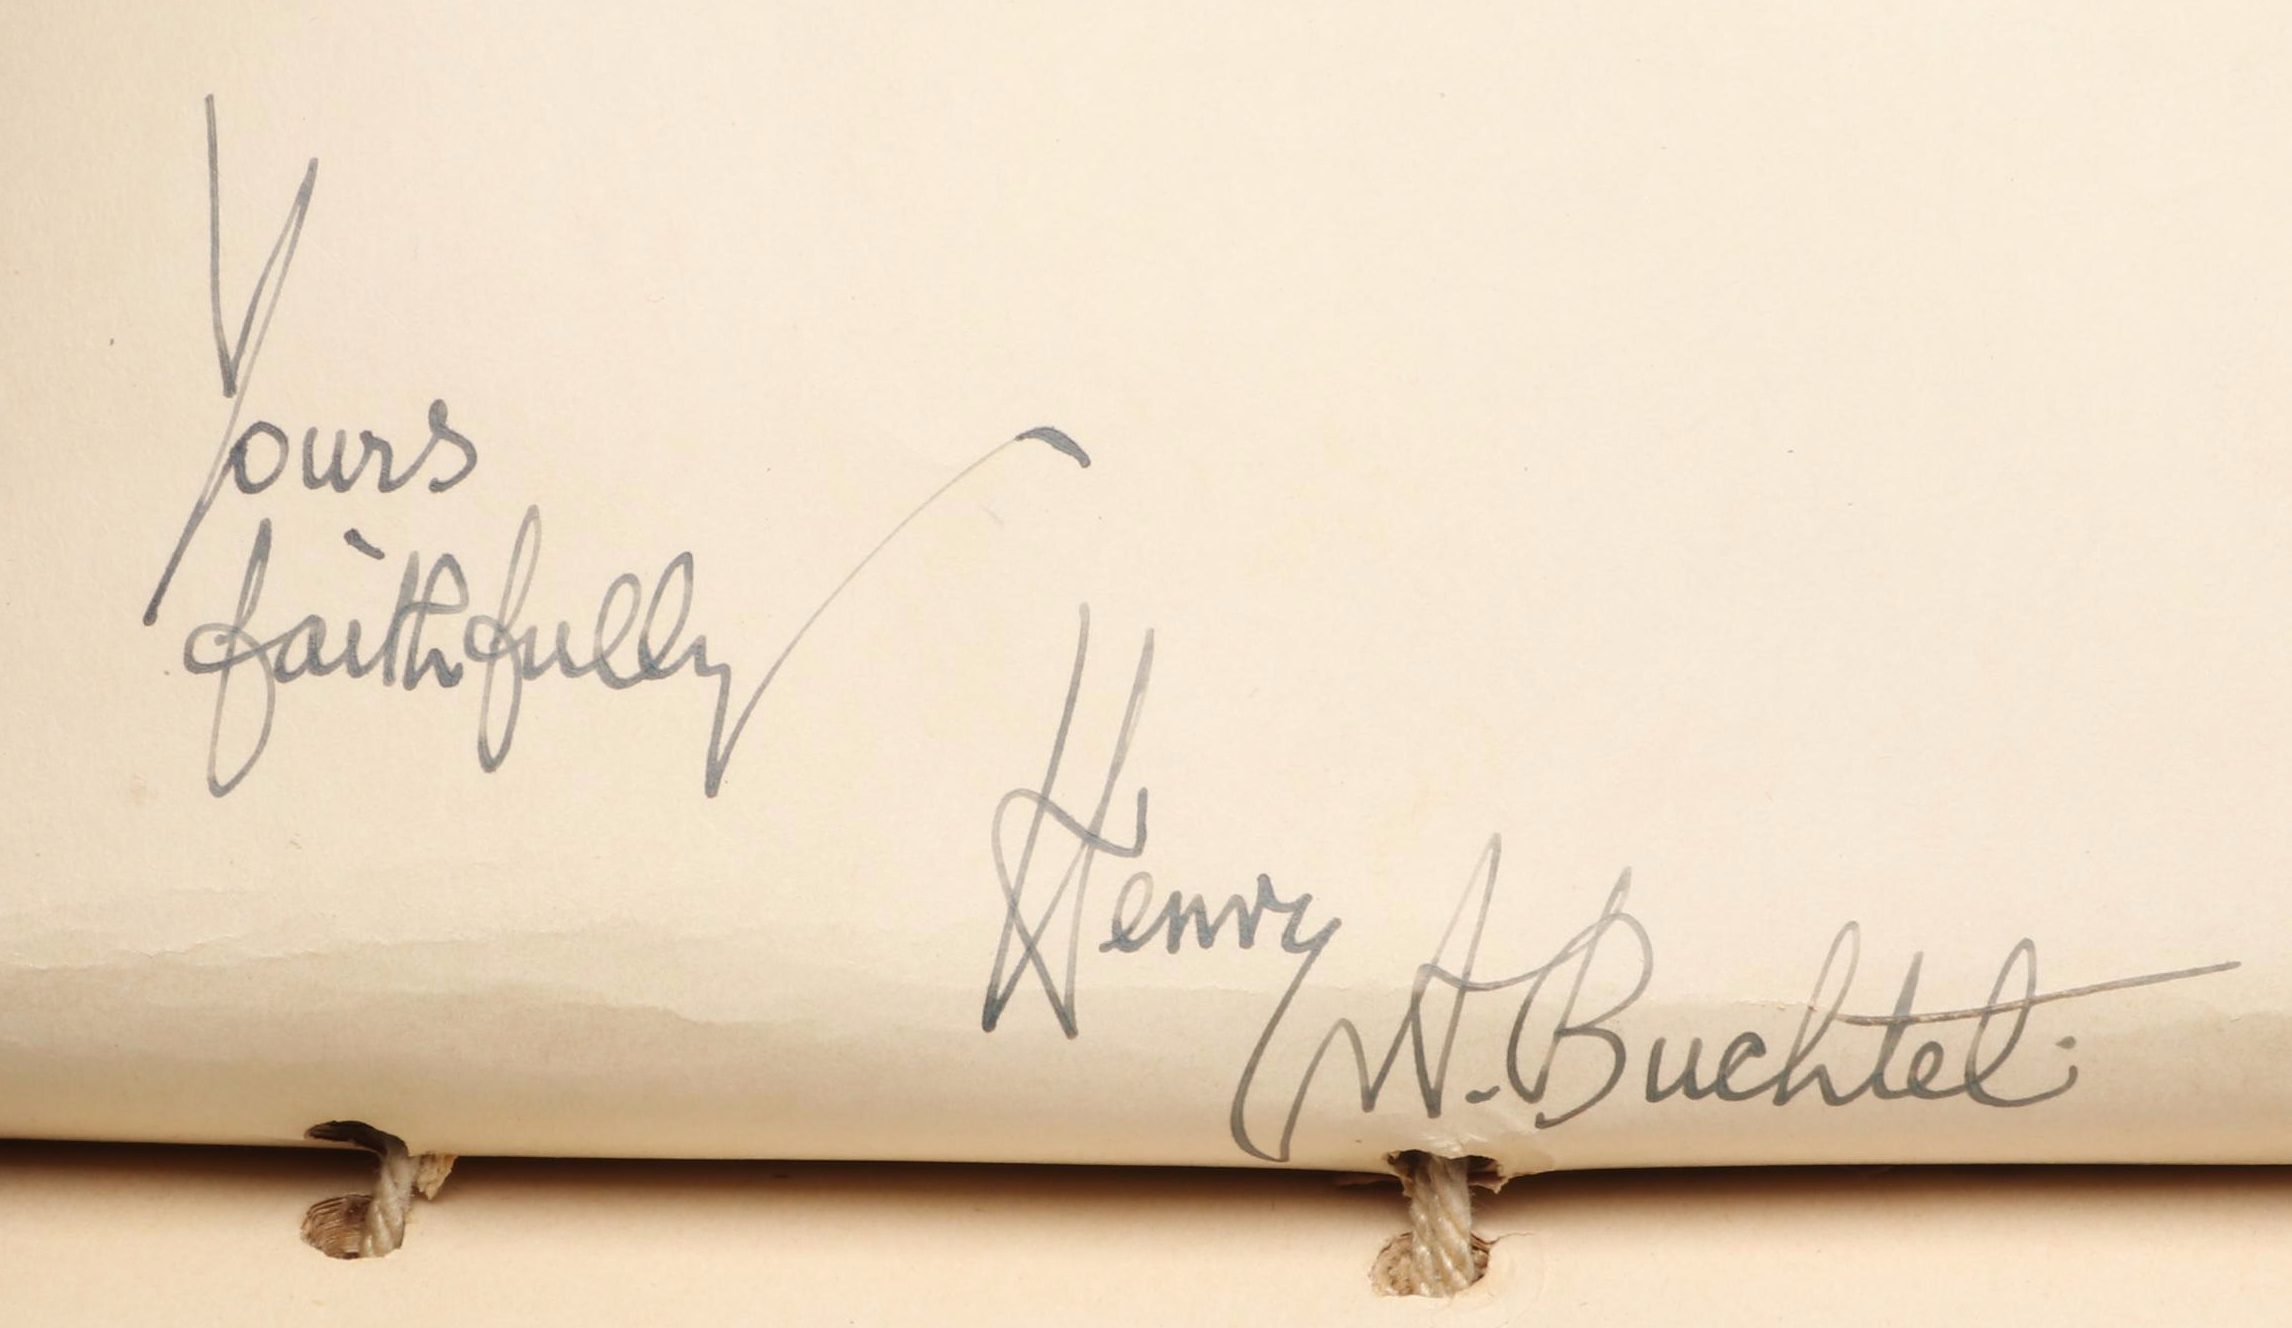 Yours
faithfully
Henry A. Buchtel.